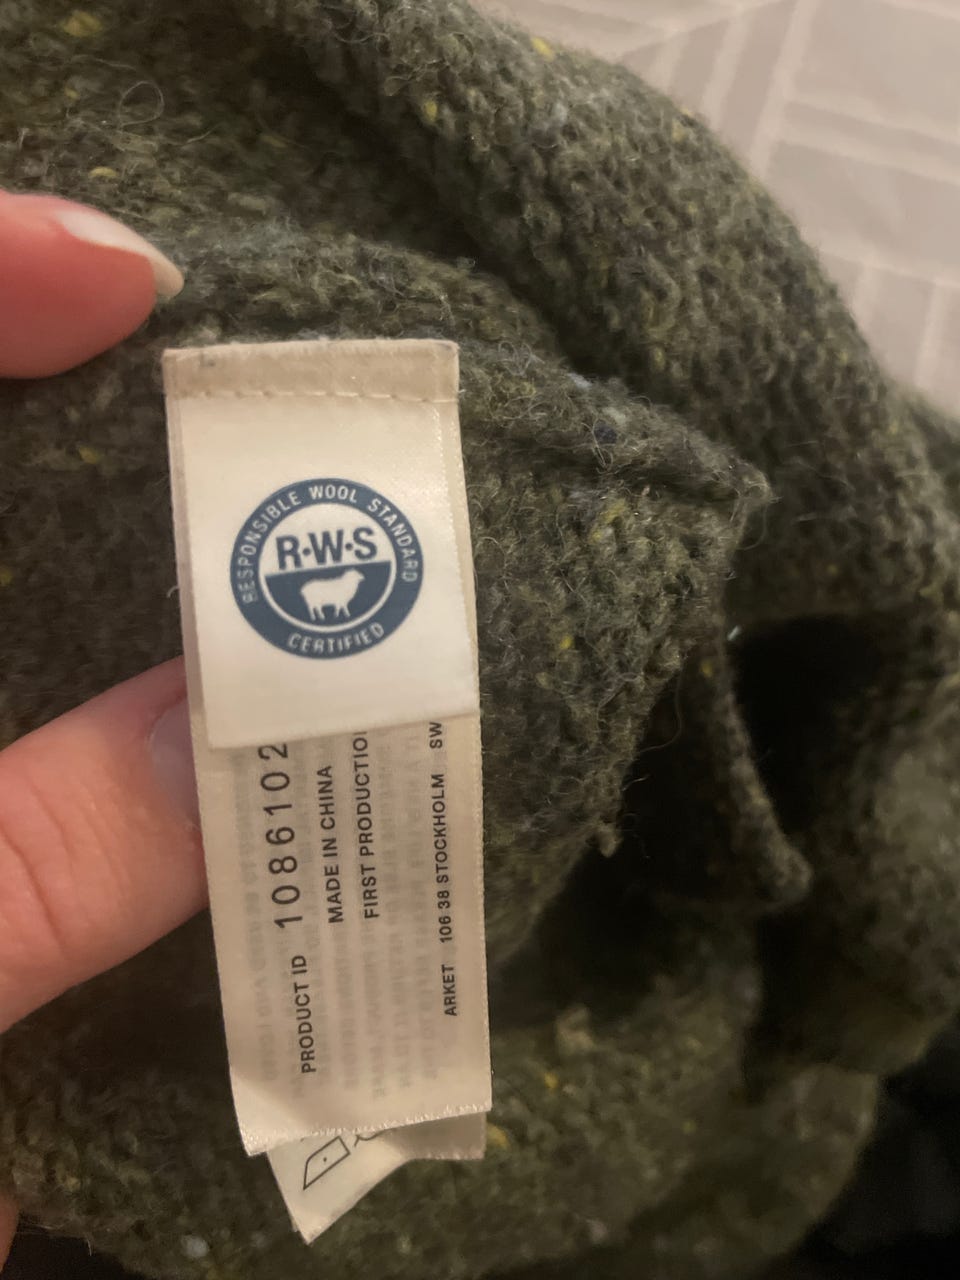 RESPONSIBLE WOOL STANDARD
R·W·S
CERTIFIED
PRODUCT ID 1086102
MADE IN CHINA
FIRST PRODUCTIO
ARKET 106 38 STOCKHOLM SW